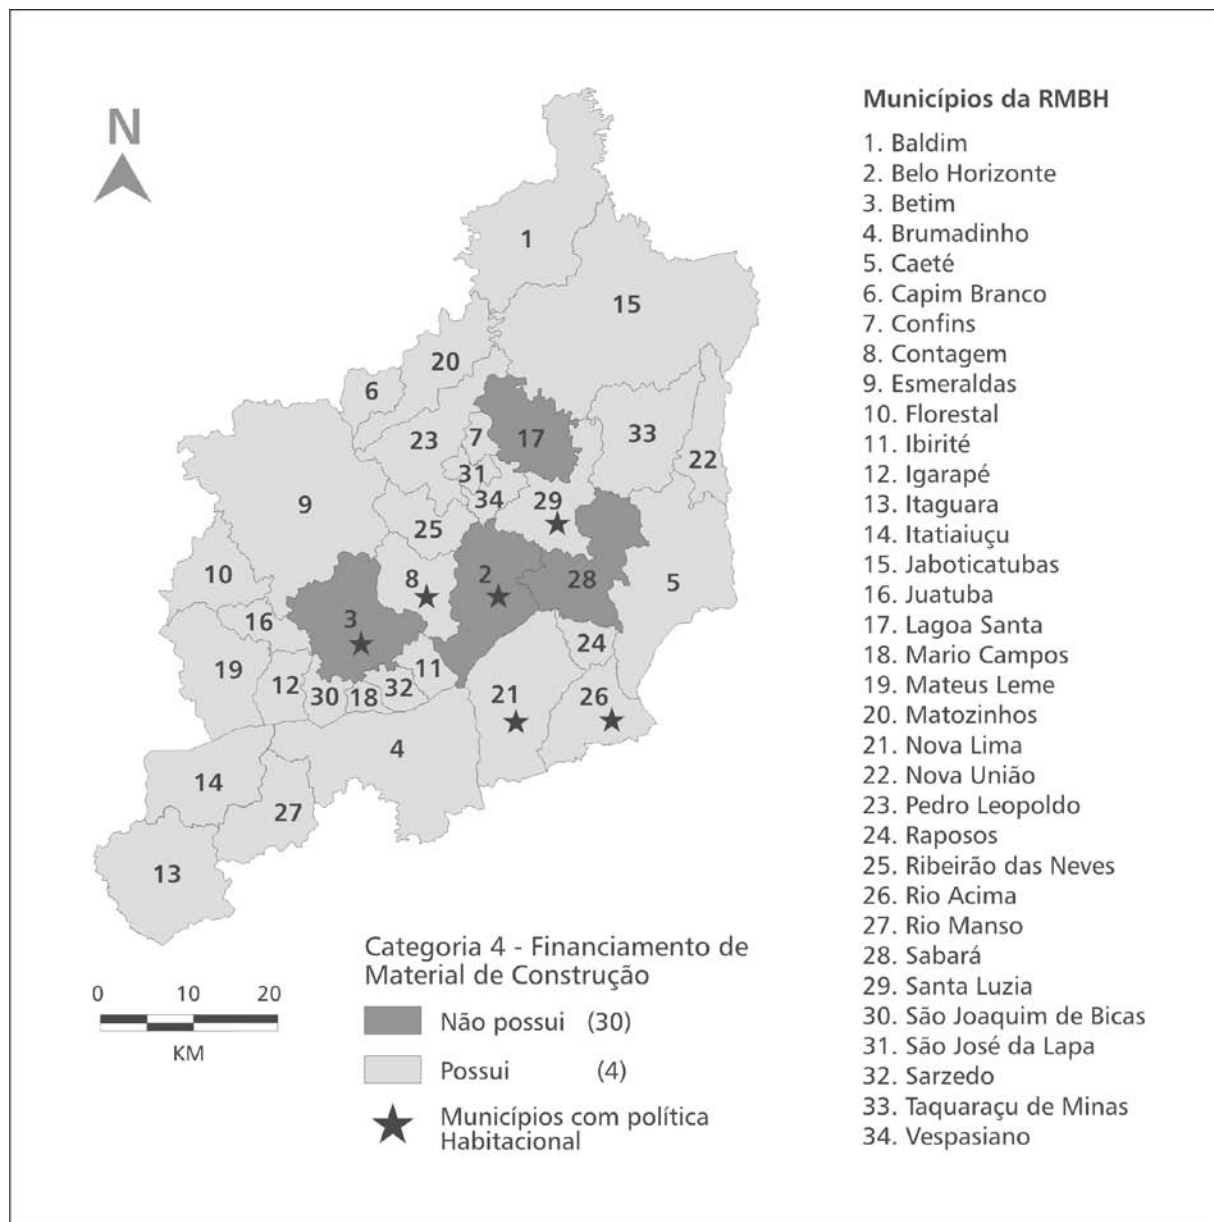 N
1
15
20
6
23
7
17
33
22
31
34
29
9
25
10
8
2
28
5
16
3
24
19
12
30
18
32
11
21
26
4
14
27
13
Categoria 4 - Financiamento de
Material de Construção
Não possui (30)
Possui (4)
Municípios com política
Habitacional
0 10 20
KM
Municípios da RMBH
1. Baldim
2. Belo Horizonte
3. Betim
4. Brumadinho
5. Caeté
6. Capim Branco
7. Confins
8. Contagem
9. Esmeraldas
10. Florestal
11. Ibirité
12. Igarapé
13. Itaguara
14. Itatiaiuçu
15. Jaboticatubas
16. Juatuba
17. Lagoa Santa
18. Mario Campos
19. Mateus Leme
20. Matozinhos
21. Nova Lima
22. Nova União
23. Pedro Leopoldo
24. Raposos
25. Ribeirão das Neves
26. Rio Acima
27. Rio Manso
28. Sabará
29. Santa Luzia
30. São Joaquim de Bicas
31. São José da Lapa
32. Sarzedo
33. Taquaraçu de Minas
34. Vespasiano